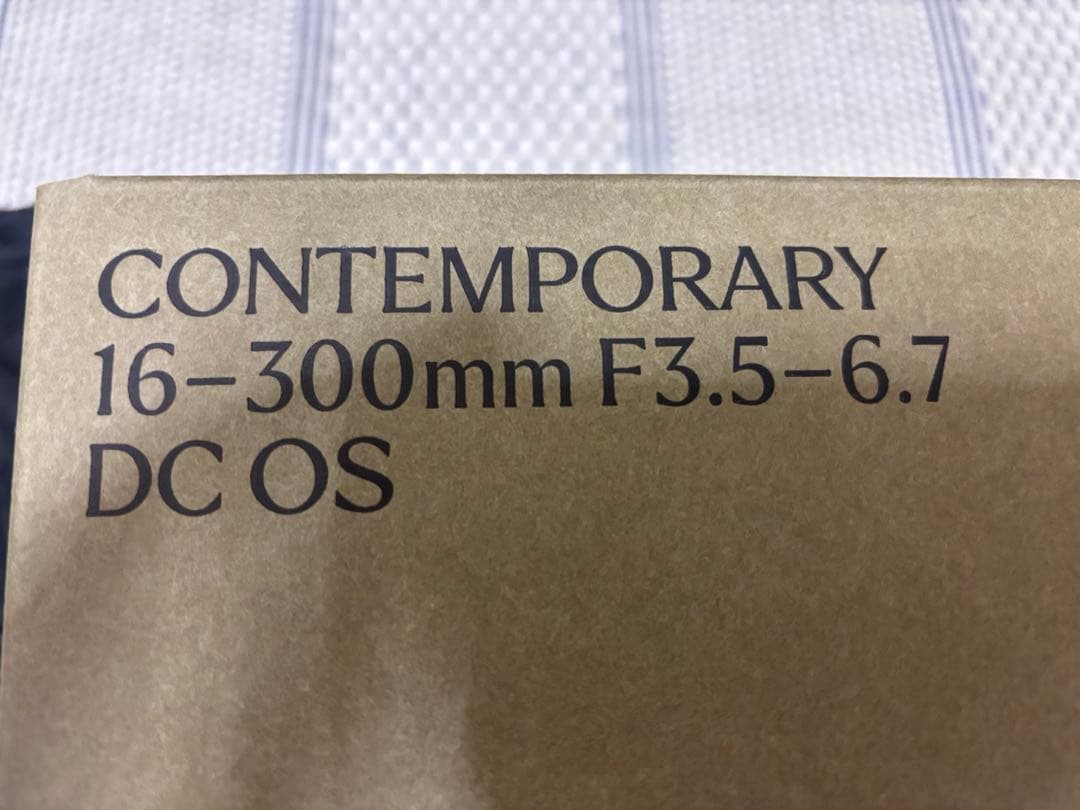 CONTEMPORARY
16–300mm F3.5–6.7
DC OS